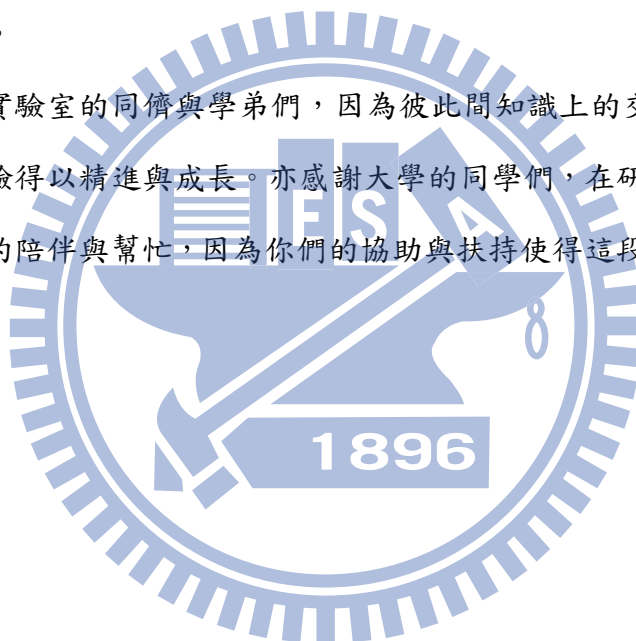 。
實驗室的同儕與學弟們，因為彼此間知識上的交
驗得以精進與成長。亦感謝大學的同學們，在研
的陪伴與幫忙，因為你們的協助與扶持使得這段
E S A
8
1896